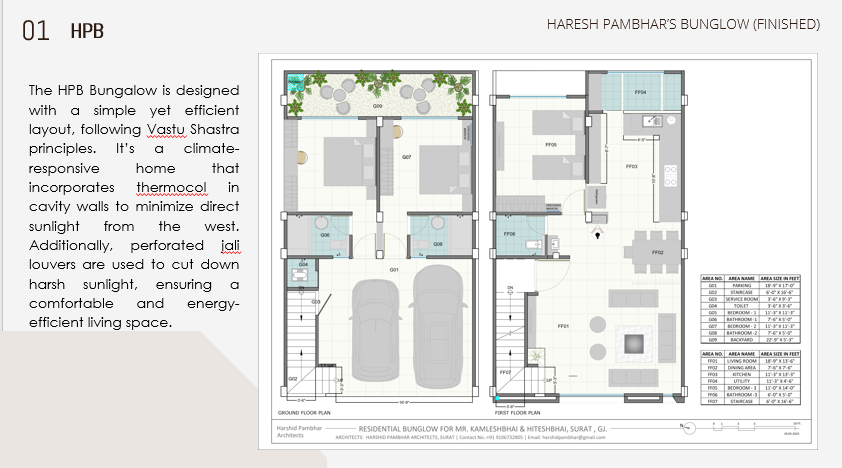 01 HPB
HARESH PAMBHAR'S BUNGLOW (FINISHED)
The HPB Bungalow is designed
with a simple yet efficient
layout, following Vastu Shastra
principles. It's a climate-
responsive home that
incorporates thermocol in
cavity walls to minimize direct
sunlight from the west.
Additionally, perforated jali
louvers are used to cut down
harsh sunlight, ensuring a
comfortable and energy-
efficient living space.
G09
G07
G06
G08
G04
G01
G03
DN
G02
UP
GROUND FLOOR PLAN
FF04
FF05
FF03
FF06
FF02
DN
FF01
FF07
UP
FIRST FLOOR PLAN
AREA NO. AREA NAME AREA SIZE IN FEET
G01 PARKING 18'-9" X 17'-0"
G02 STAIRCASE 6'-0" X 16'-6"
G03 SERVICE ROOM 3'-6" X 9'-3"
G04 TOILET 3'-6" X 3'-6"
G05 BEDROOM - 1 11'-3" X 11'-3"
G06 BATHROOM - 1 7'-6" X 5'-0"
G07 BEDROOM - 2 11'-3" X 11'-3"
G08 BATHROOM - 2 7'-6" X 5'-0"
G09 BACKYARD 22'-9" X 5'-3"
AREA NO. AREA NAME AREA SIZE IN FEET
FF01 LIVING ROOM 18'-9" X 13'-6"
FF02 DINING AREA 7'-6" X 7'-6"
FF03 KITCHEN 11'-3" X 13'-3"
FF04 UTILITY 11'-3" X 4'-6"
FF05 BEDROOM - 3 11'-0" X 14'-0"
FF06 BATHROOM - 3 6'-0" X 5'-0"
FF07 STAIRCASE 6'-0" X 16'-6"
Harshid Pambhar
Architects
RESIDENTIAL BUNGLOW FOR MR. KAMLESHBHAI & HITESHBHAI, SURAT , GJ.
ARCHITECTS: HARSHID PAMBHAR ARCHITECTS, SURAT | Contact No.:+91 9106732805 | Email: harshidpambhar@gmail.com
N